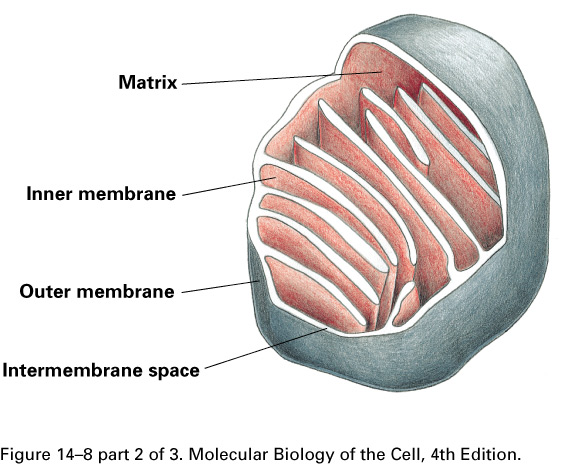 Matrix
Inner membrane
Outer membrane
Intermembrane space
Figure 14–8 part 2 of 3. Molecular Biology of the Cell, 4th Edition.